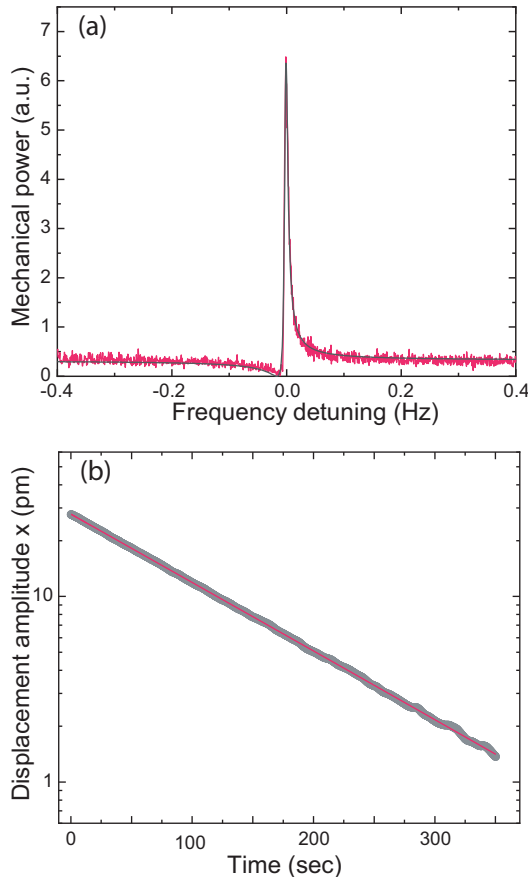 (a)
7
6
5
4
3
2
1
0
Mechanical power (a.u.)
-0.4 -0.2 0.0 0.2 0.4
Frequency detuning (Hz)
(b)
10
1
Displacement amplitude x (pm)
0 100 200 300
Time (sec)